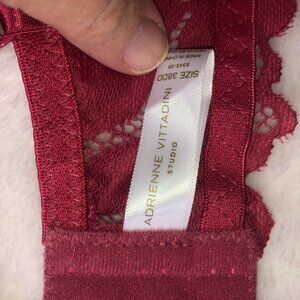 ADRIENNE VITTADINI
STUDIO
SIZE 38DD
MADE IN CHINA